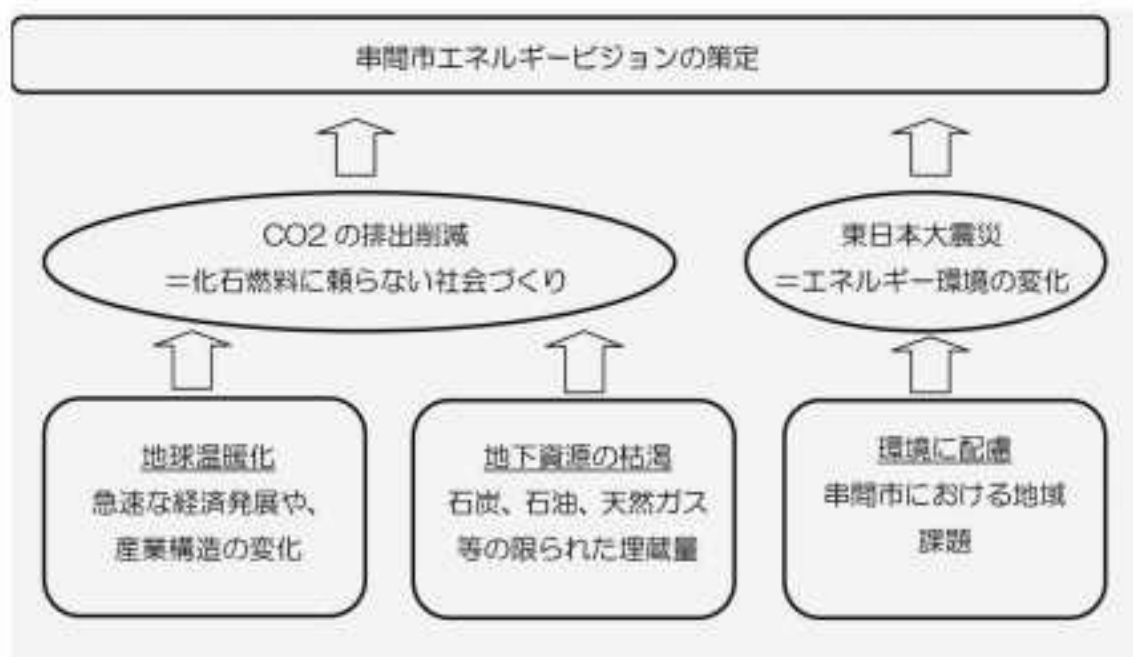 串間市エネルギービジョンの策定
CO2 の排出削減
＝化石燃料に頼らない社会づくり
東日本大震災
＝エネルギー環境の変化
地球温暖化
急速な経済発展や、
産業構造の変化
地下資源の枯渇
石炭、石油、天然ガス
等の限られた埋蔵量
環境に配慮
串間市における地域
課題